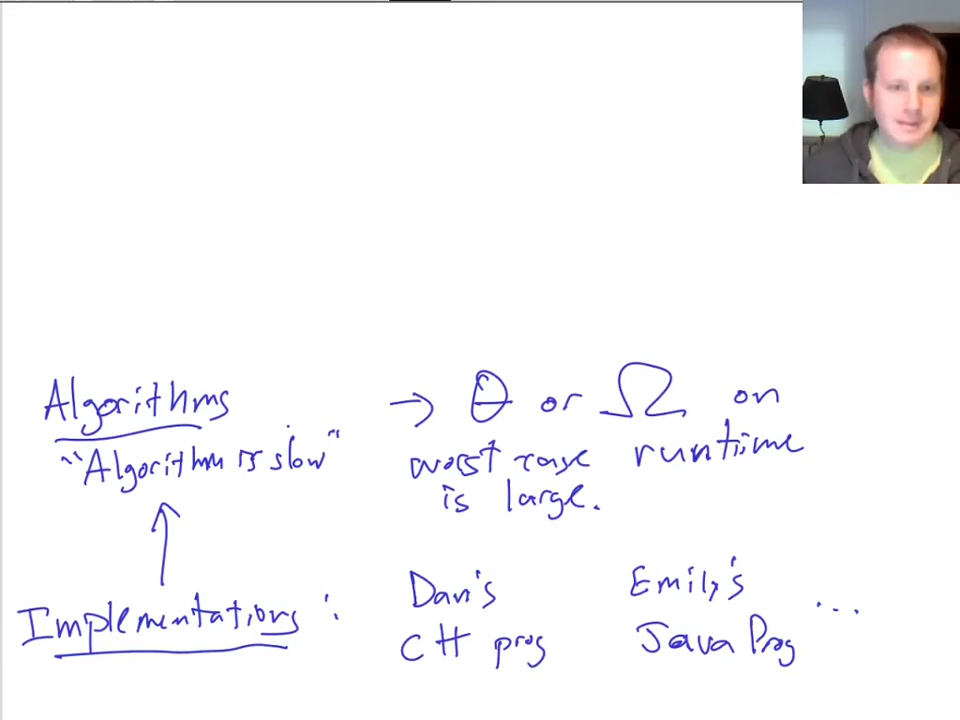 Algorithms → Θ or Ω on
"Algorithm is slow" worst case runtime
is large.
Implementations: Dan's Emily's ...
C++ prog Java Prog